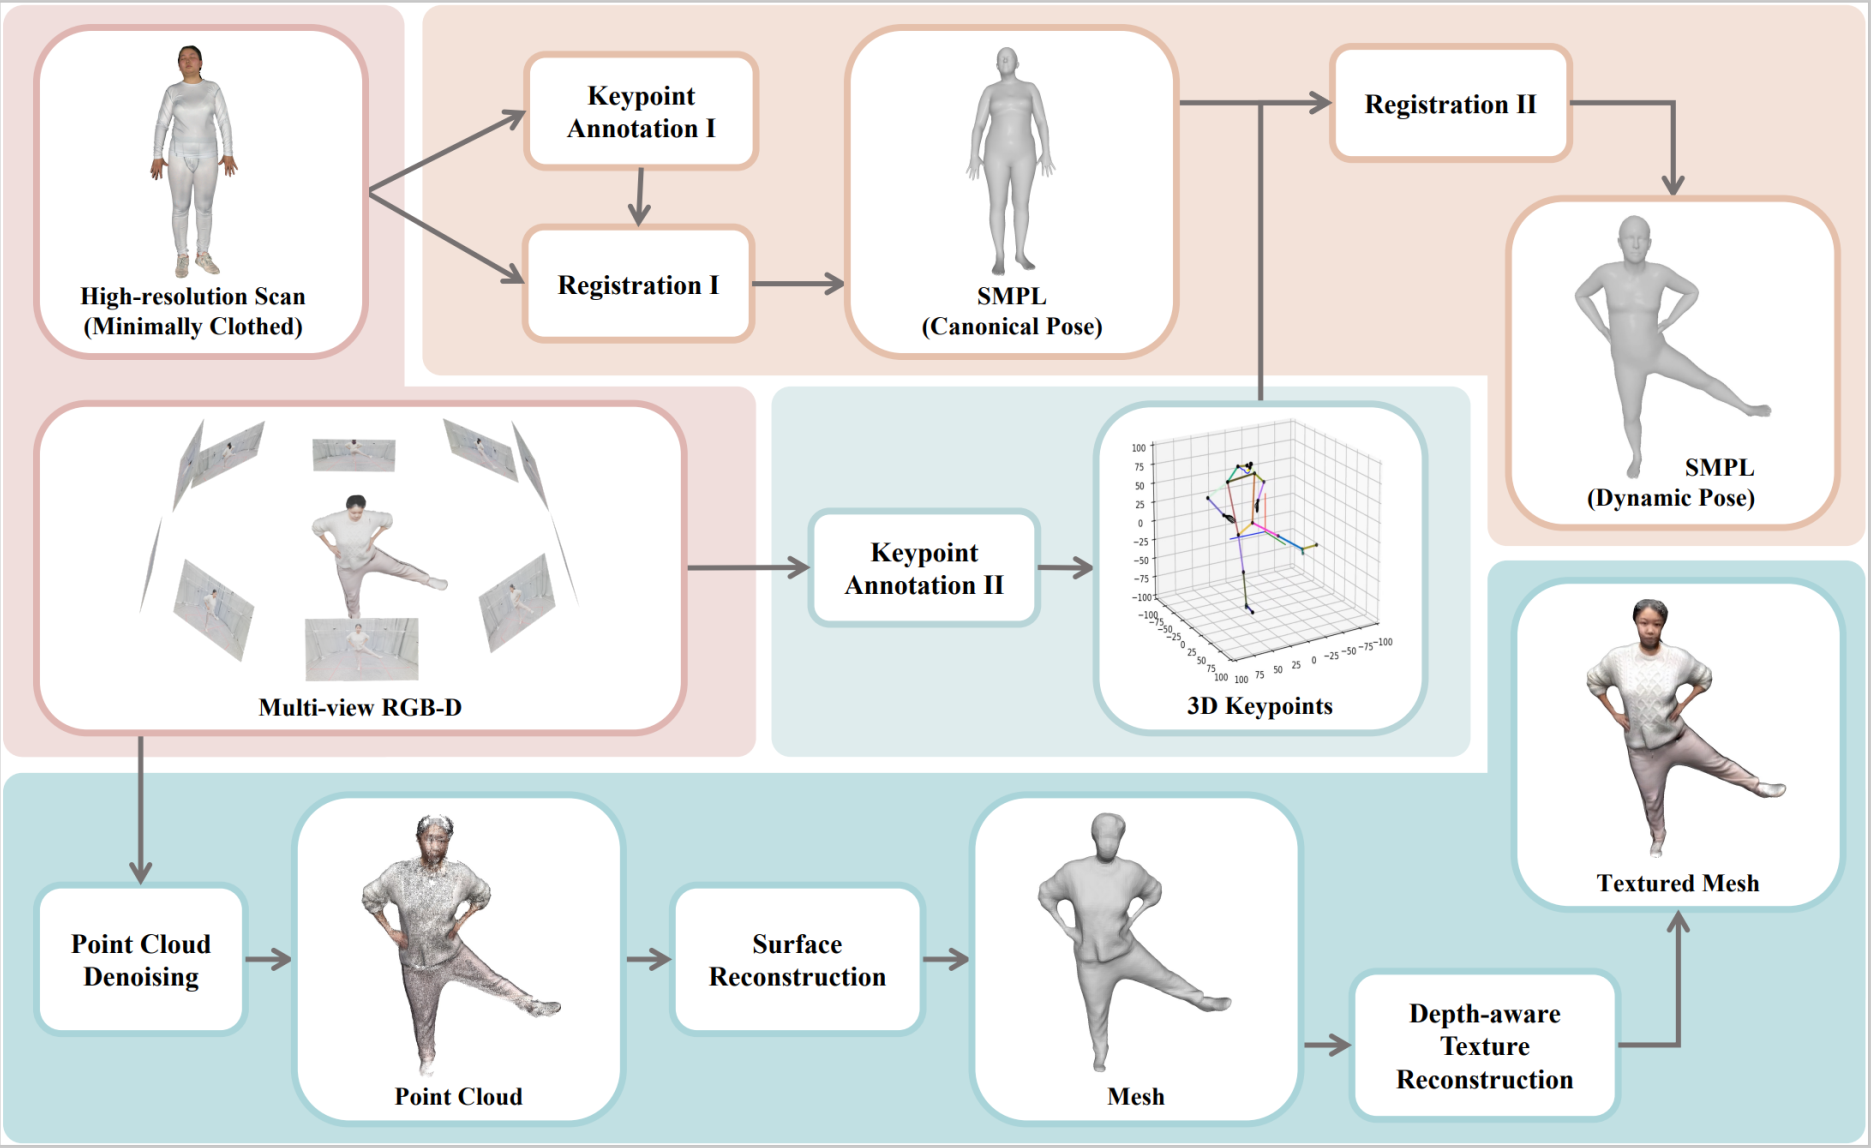 High-resolution Scan
(Minimally Clothed)
Keypoint
Annotation I
Registration I
SMPL
(Canonical Pose)
Registration II
SMPL
(Dynamic Pose)
Multi-view RGB-D
Keypoint
Annotation II
100
75
50
25
0
−25
−50
−75
−100
−100
−75
−50
0
25
50
75
100
100
75
50
25
0
−25
−50
−75
−100
3D Keypoints
Textured Mesh
Point Cloud
Denoising
Point Cloud
Surface
Reconstruction
Mesh
Depth-aware
Texture
Reconstruction